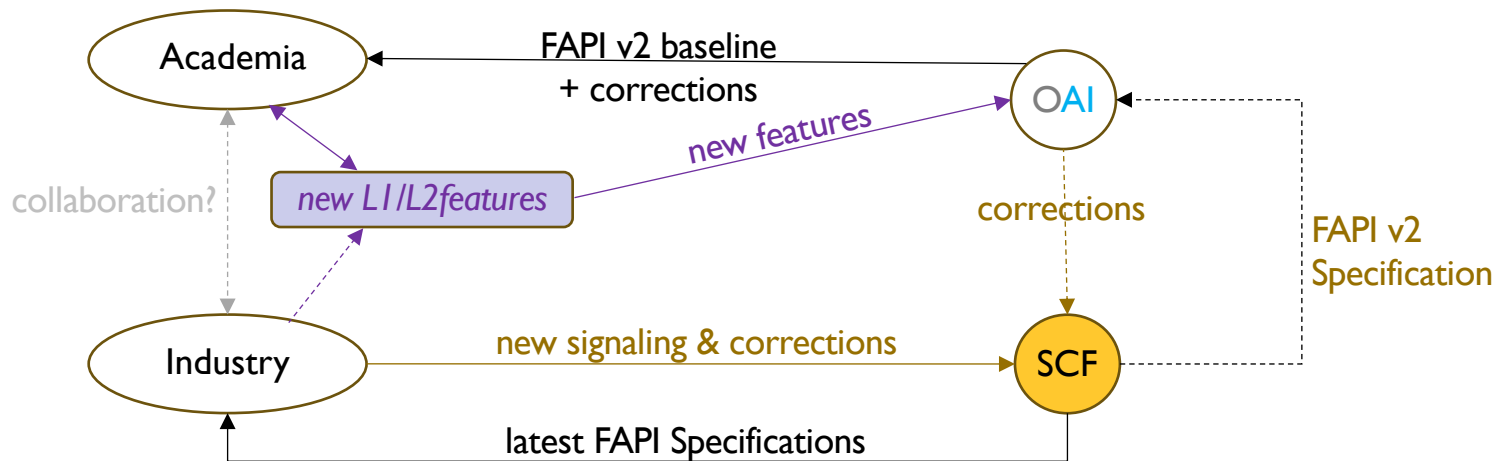 Academia
FAPI v2 baseline
+ corrections
OAI
new features
collaboration?
new L1/L2features
corrections
FAPI v2
Specification
Industry
new signaling & corrections
SCF
latest FAPI Specifications